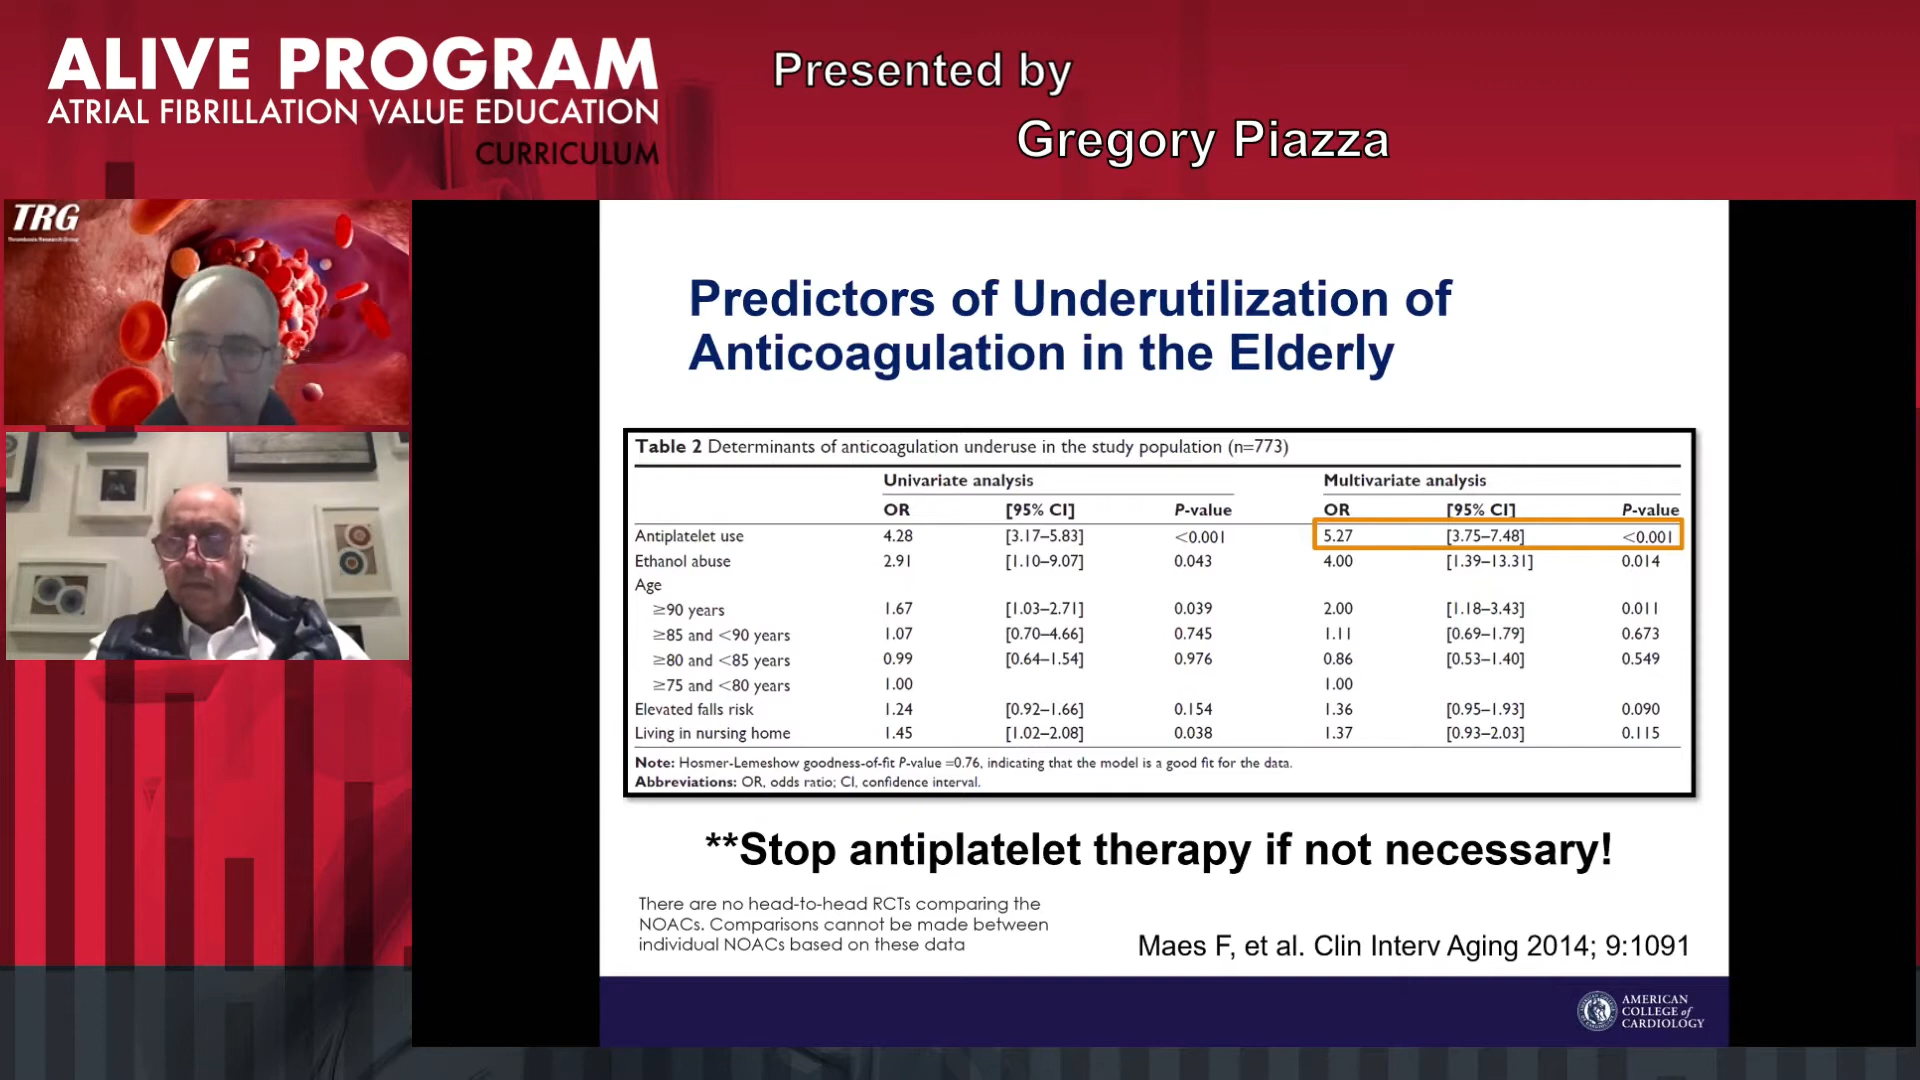 ALIVE PROGRAM
ATRIAL FIBRILLATION VALUE EDUCATION
CURRICULUM
Presented by
Gregory Piazza
TRG
Thrombosis Research Group
Predictors of Underutilization of
Anticoagulation in the Elderly
Table 2 Determinants of anticoagulation underuse in the study population (n=773)
Univariate analysis Multivariate analysis
OR [95% CI] P-value OR [95% CI] P-value
Antiplatelet use 4.28 [3.17–5.83] <0.001 5.27 [3.75–7.48] <0.001
Ethanol abuse 2.91 [1.10–9.07] 0.043 4.00 [1.39–13.31] 0.014
Age
≥90 years 1.67 [1.03–2.71] 0.039 2.00 [1.18–3.43] 0.011
≥85 and <90 years 1.07 [0.70–4.66] 0.745 1.11 [0.69–1.79] 0.673
≥80 and <85 years 0.99 [0.64–1.54] 0.976 0.86 [0.53–1.40] 0.549
≥75 and <80 years 1.00 1.00
Elevated falls risk 1.24 [0.92–1.66] 0.154 1.36 [0.95–1.93] 0.090
Living in nursing home 1.45 [1.02–2.08] 0.038 1.37 [0.93–2.03] 0.115
Note: Hosmer-Lemeshow goodness-of-fit P-value =0.76, indicating that the model is a good fit for the data.
Abbreviations: OR, odds ratio; CI, confidence interval.
**Stop antiplatelet therapy if not necessary!
There are no head-to-head RCTs comparing the
NOACs. Comparisons cannot be made between
individual NOACs based on these data
Maes F, et al. Clin Interv Aging 2014; 9:1091
AMERICAN
COLLEGE of
CARDIOLOGY